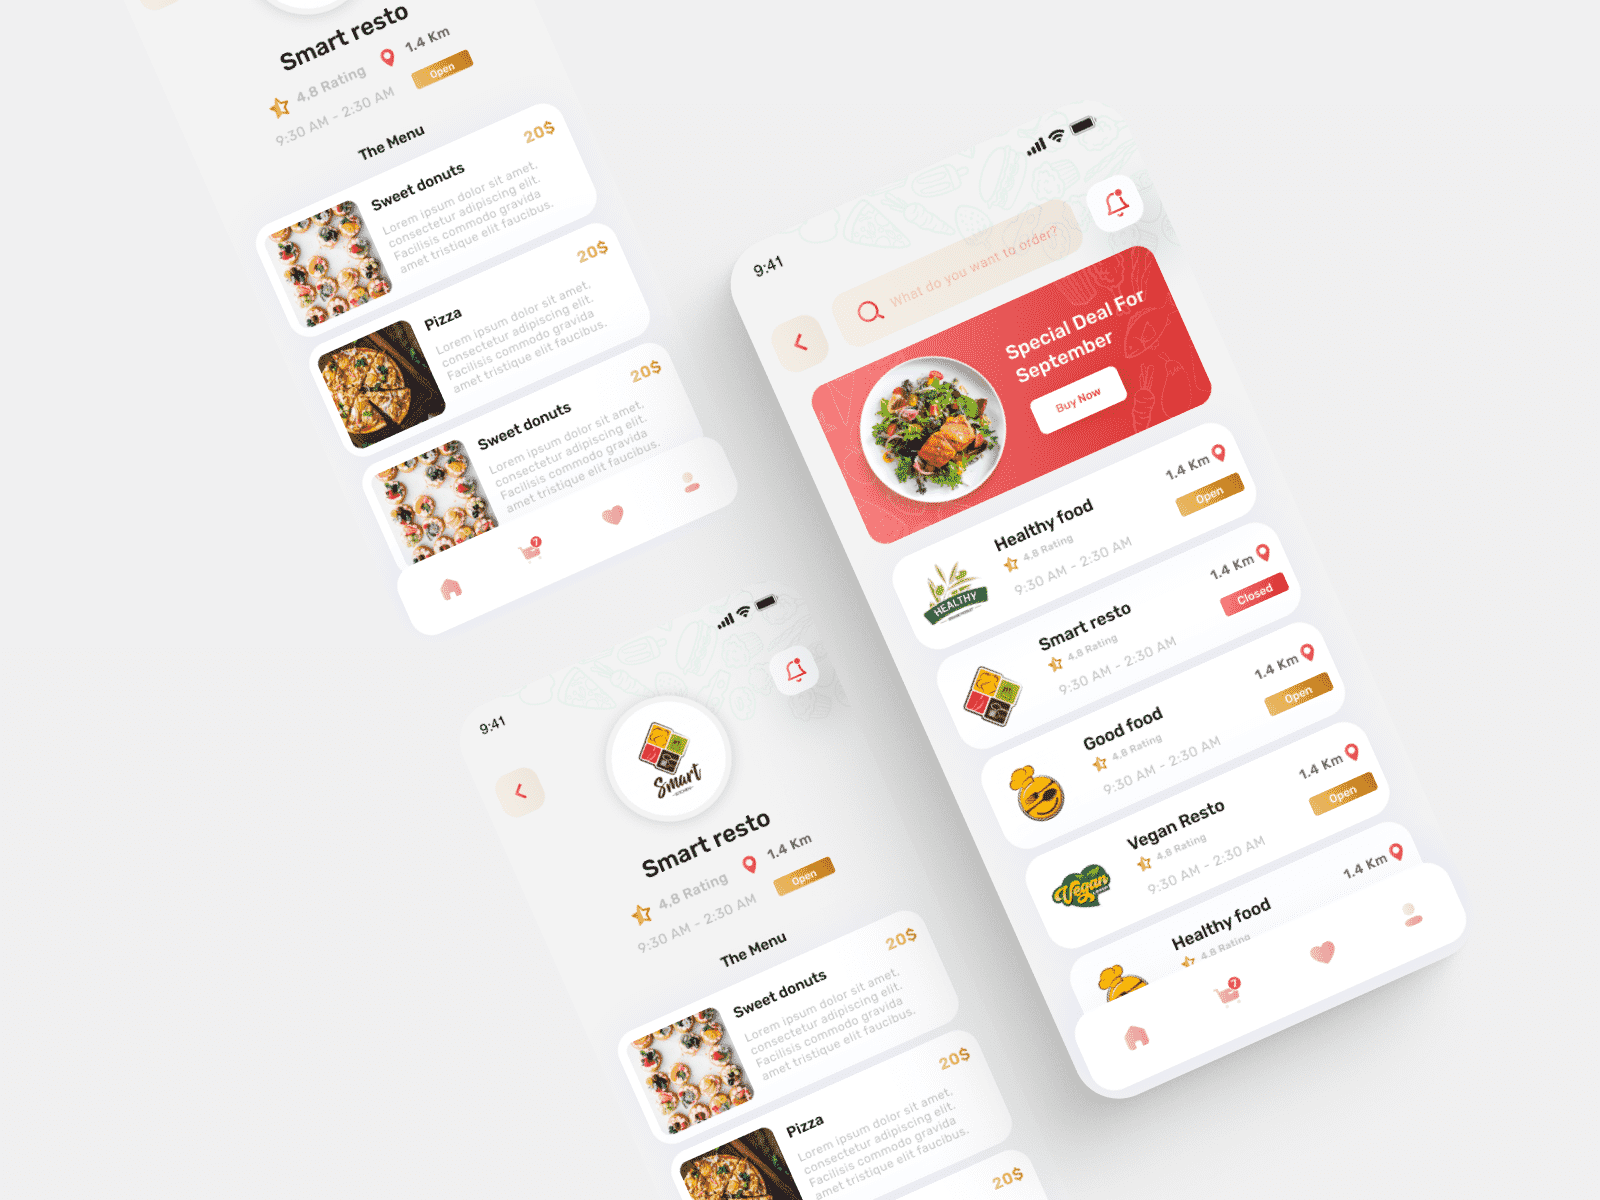 Smart resto
4,8 Rating
1.4 Km
9:30 AM - 2:30 AM
Open
The Menu
Sweet donuts
20$
Lorem ipsum dolor sit amet,
consectetur adipiscing elit.
Facilisis commodo gravida
amet tristique elit faucibus.
Pizza
20$
Lorem ipsum dolor sit amet,
consectetur adipiscing elit.
Facilisis commodo gravida
amet tristique elit faucibus.
Sweet donuts
20$
Lorem ipsum dolor sit amet,
consectetur adipiscing elit.
Facilisis commodo gravida
amet tristique elit faucibus.
7
9:41
Smart
Smart resto
4.8 Rating
1.4 Km
9:30 AM - 2:30 AM
Open
The Menu
Sweet donuts
20$
Lorem ipsum dolor sit amet,
consectetur adipiscing elit.
Facilisis commodo gravida
amet tristique elit faucibus.
Pizza
20$
Lorem ipsum dolor sit amet,
consectetur adipiscing elit.
Facilisis commodo gravida
amet tristique elit faucibus.
20$
9:41
What do you want to order?
Special Deal For
September
Buy Now
HEALTHY
Healthy food
4.8 Rating
9:30 AM - 2:30 AM
1.4 Km
Open
Smart resto
4.8 Rating
9:30 AM - 2:30 AM
1.4 Km
Closed
Good food
4.8 Rating
9:30 AM - 2:30 AM
1.4 Km
Open
Vegan
Vegan Resto
4.8 Rating
9:30 AM - 2:30 AM
1.4 Km
Open
Healthy food
4.8 Rating
1.4 Km
7